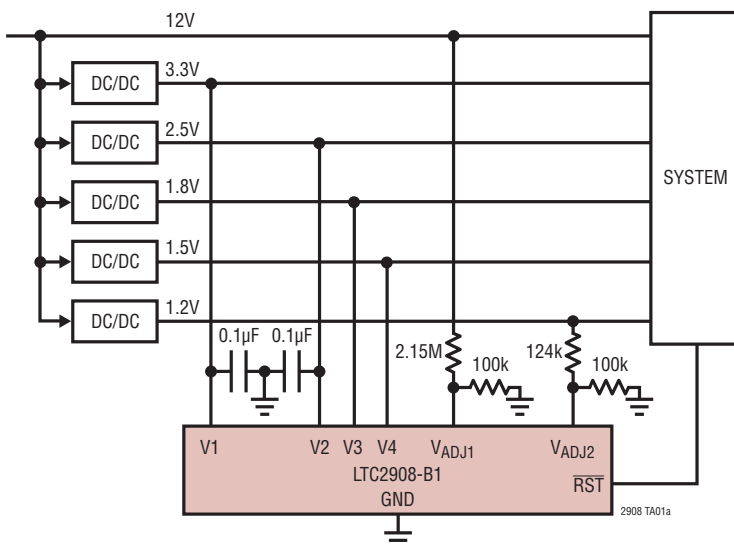 12V
3.3V
DC/DC
2.5V
DC/DC
SYSTEM
1.8V
DC/DC
1.5V
DC/DC
1.2V
DC/DC
0.1µF 0.1µF
2.15M
100k
124k
100k
V1 V2 V3 V4 VADJ1 VADJ2
LTC2908-B1
RST
GND
2908 TA01a